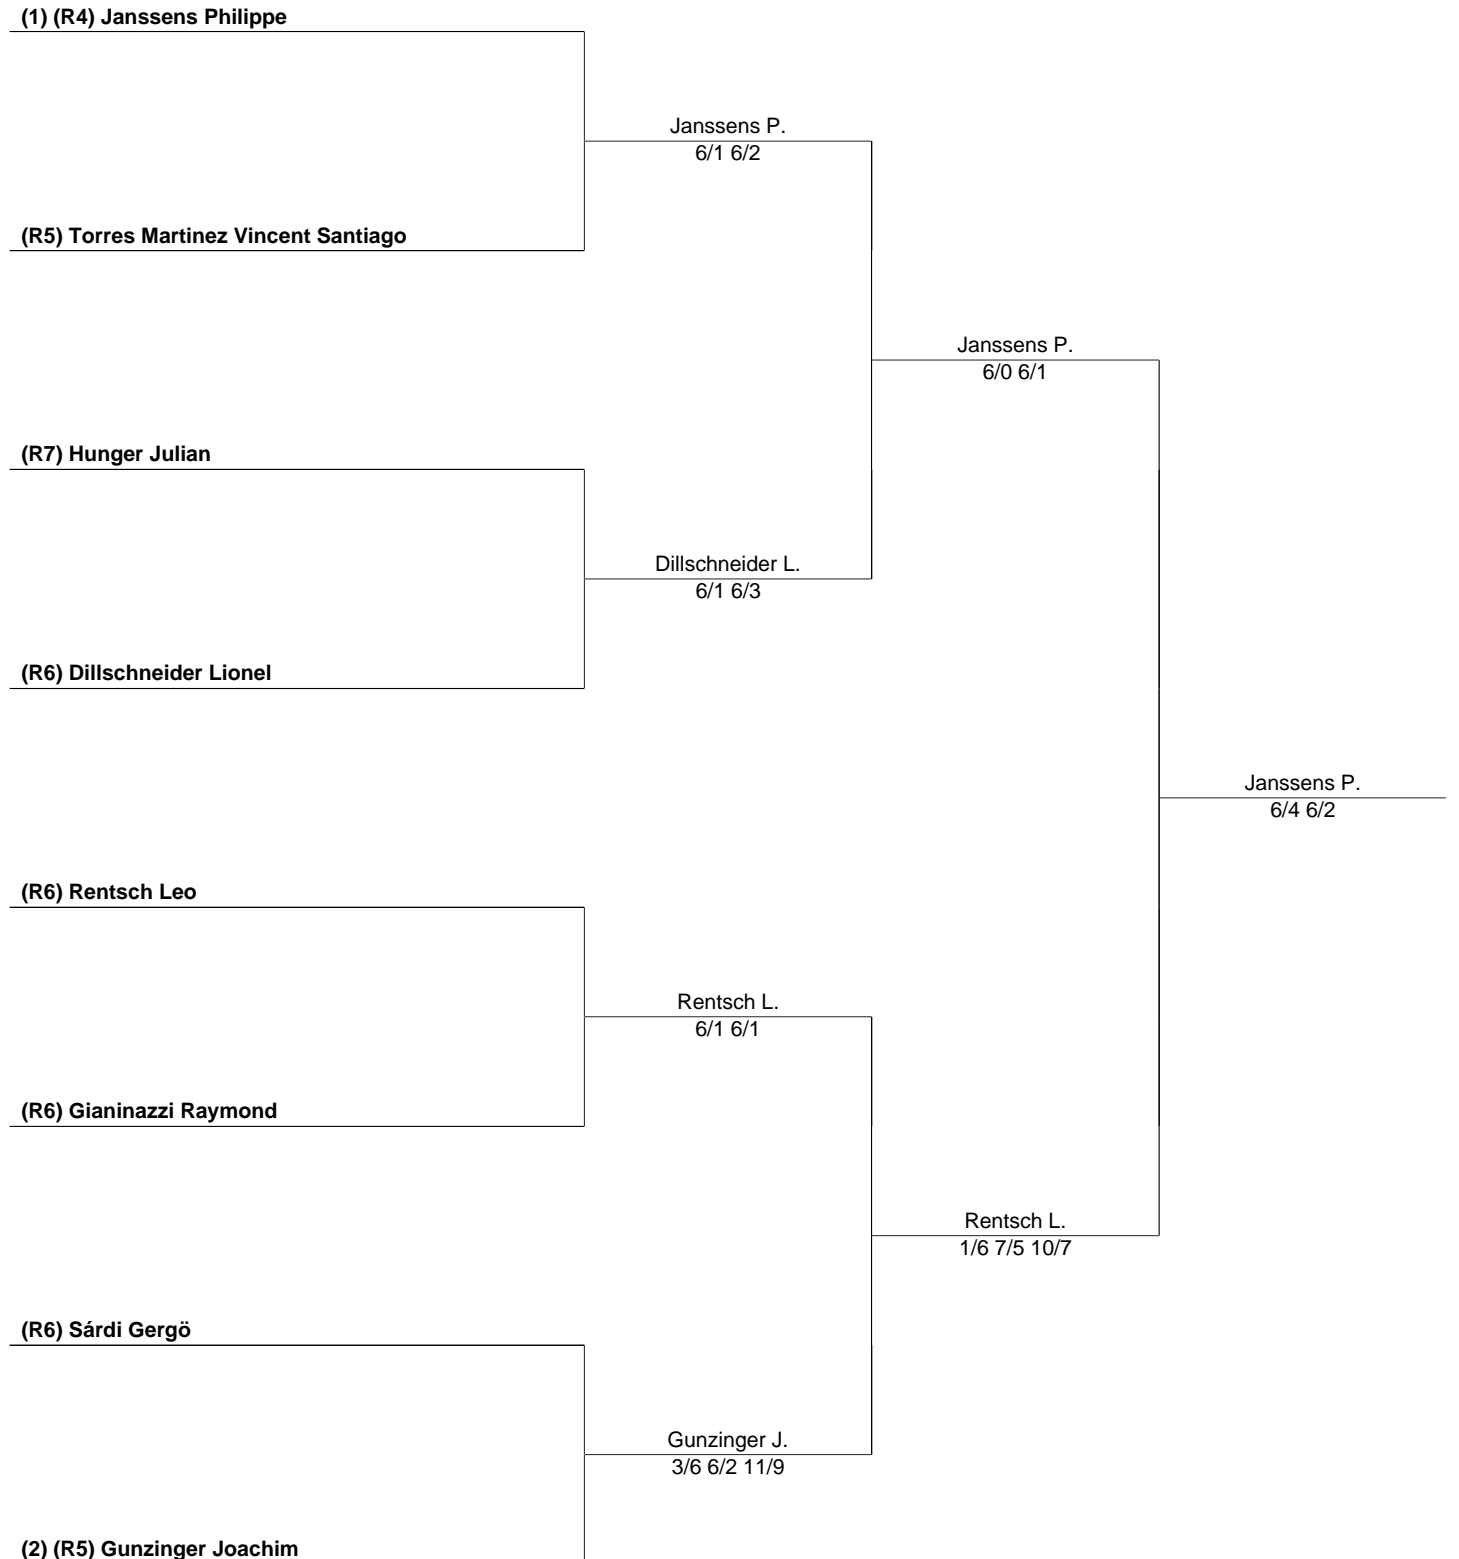 (1) (R4) Janssens Philippe
Janssens P.
6/1 6/2
(R5) Torres Martinez Vincent Santiago
Janssens P.
6/0 6/1
(R7) Hunger Julian
Dillschneider L.
6/1 6/3
(R6) Dillschneider Lionel
Janssens P.
6/4 6/2
(R6) Rentsch Leo
Rentsch L.
6/1 6/1
(R6) Gianinazzi Raymond
Rentsch L.
1/6 7/5 10/7
(R6) Sárdi Gergö
Gunzinger J.
3/6 6/2 11/9
(2) (R5) Gunzinger Joachim